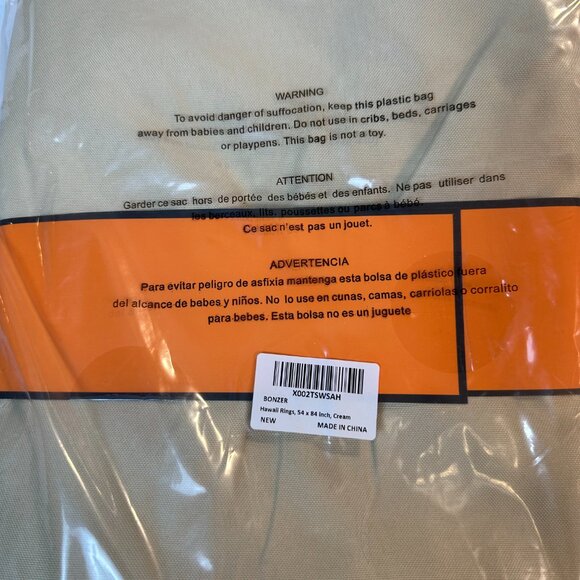 WARNING
To avoid danger of suffocation, keep this plastic bag
away from babies and children. Do not use in cribs, beds, carriages
or playpens. This bag is not a toy.
ATTENTION
Garder ce sac hors de portée des bébés et des enfants. Ne pas utiliser dans
les berceaux, lits, poussettes ou parcs à bébé.
Ce sac n'est pas un jouet.
ADVERTENCIA
Para evitar peligro de asfixia mantenga esta bolsa de plástico fuera
del alcance de bebes y niños. No lo use en cunas, camas, carriolas o corralito
para bebes. Esta bolsa no es un juguete
X002TSWSAH
BONZER
Hawaii Rings, 54 x 84 Inch, Cream
NEW MADE IN CHINA